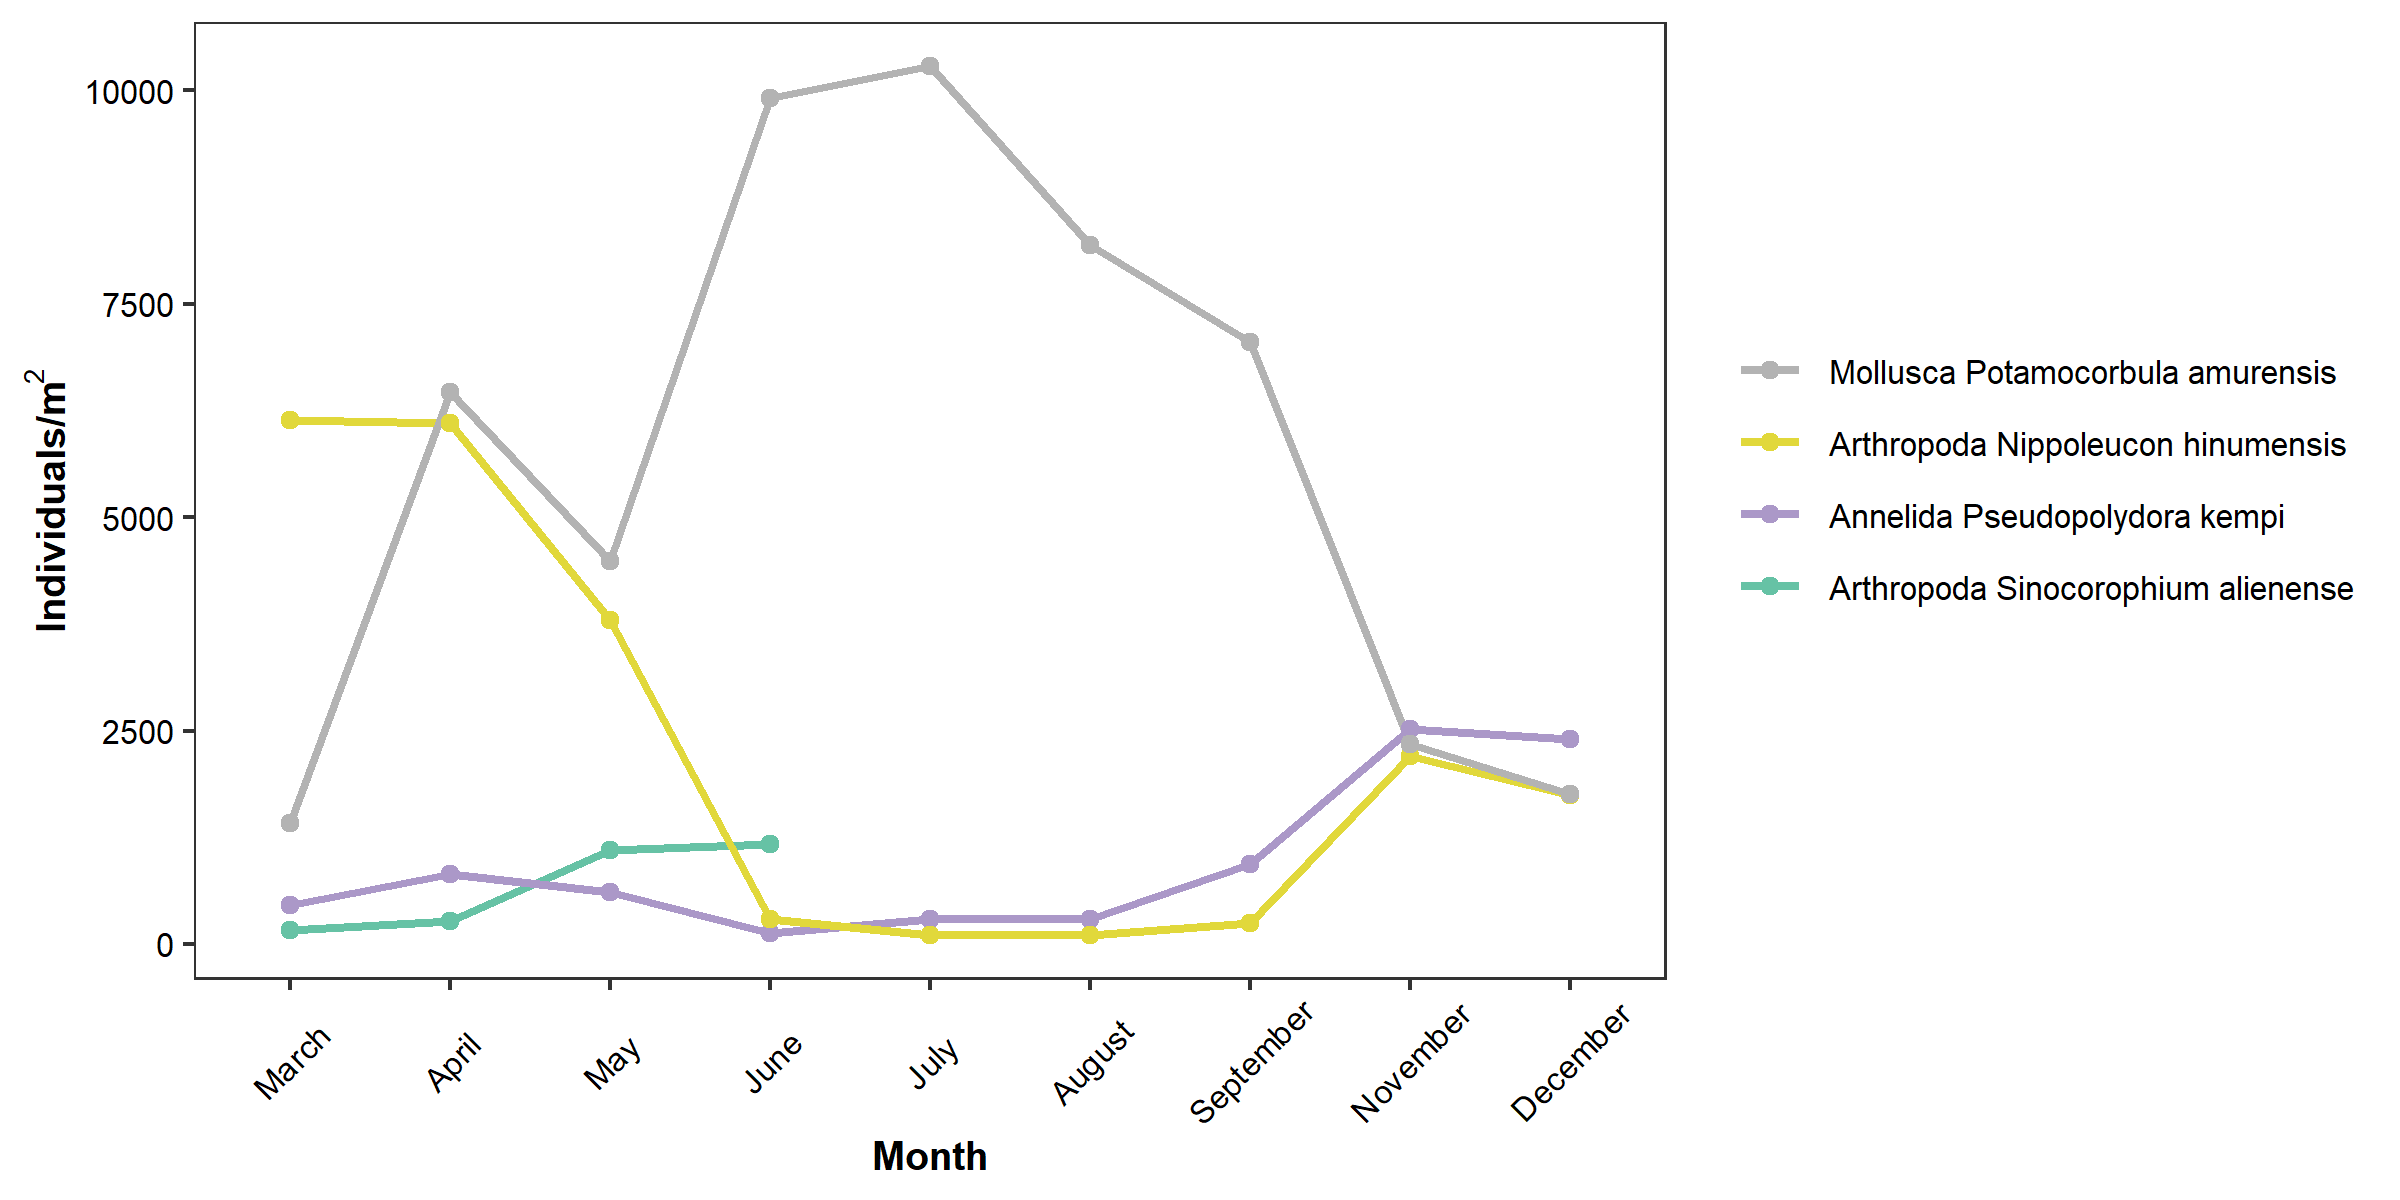 Individuals/m²
10000
7500
5000
2500
0
March
April
May
June
July
August
September
November
December
Month
Mollusca Potamocorbula amurensis
Arthropoda Nippoleucon hinumensis
Annelida Pseudopolydora kempi
Arthropoda Sinocorophium alienense